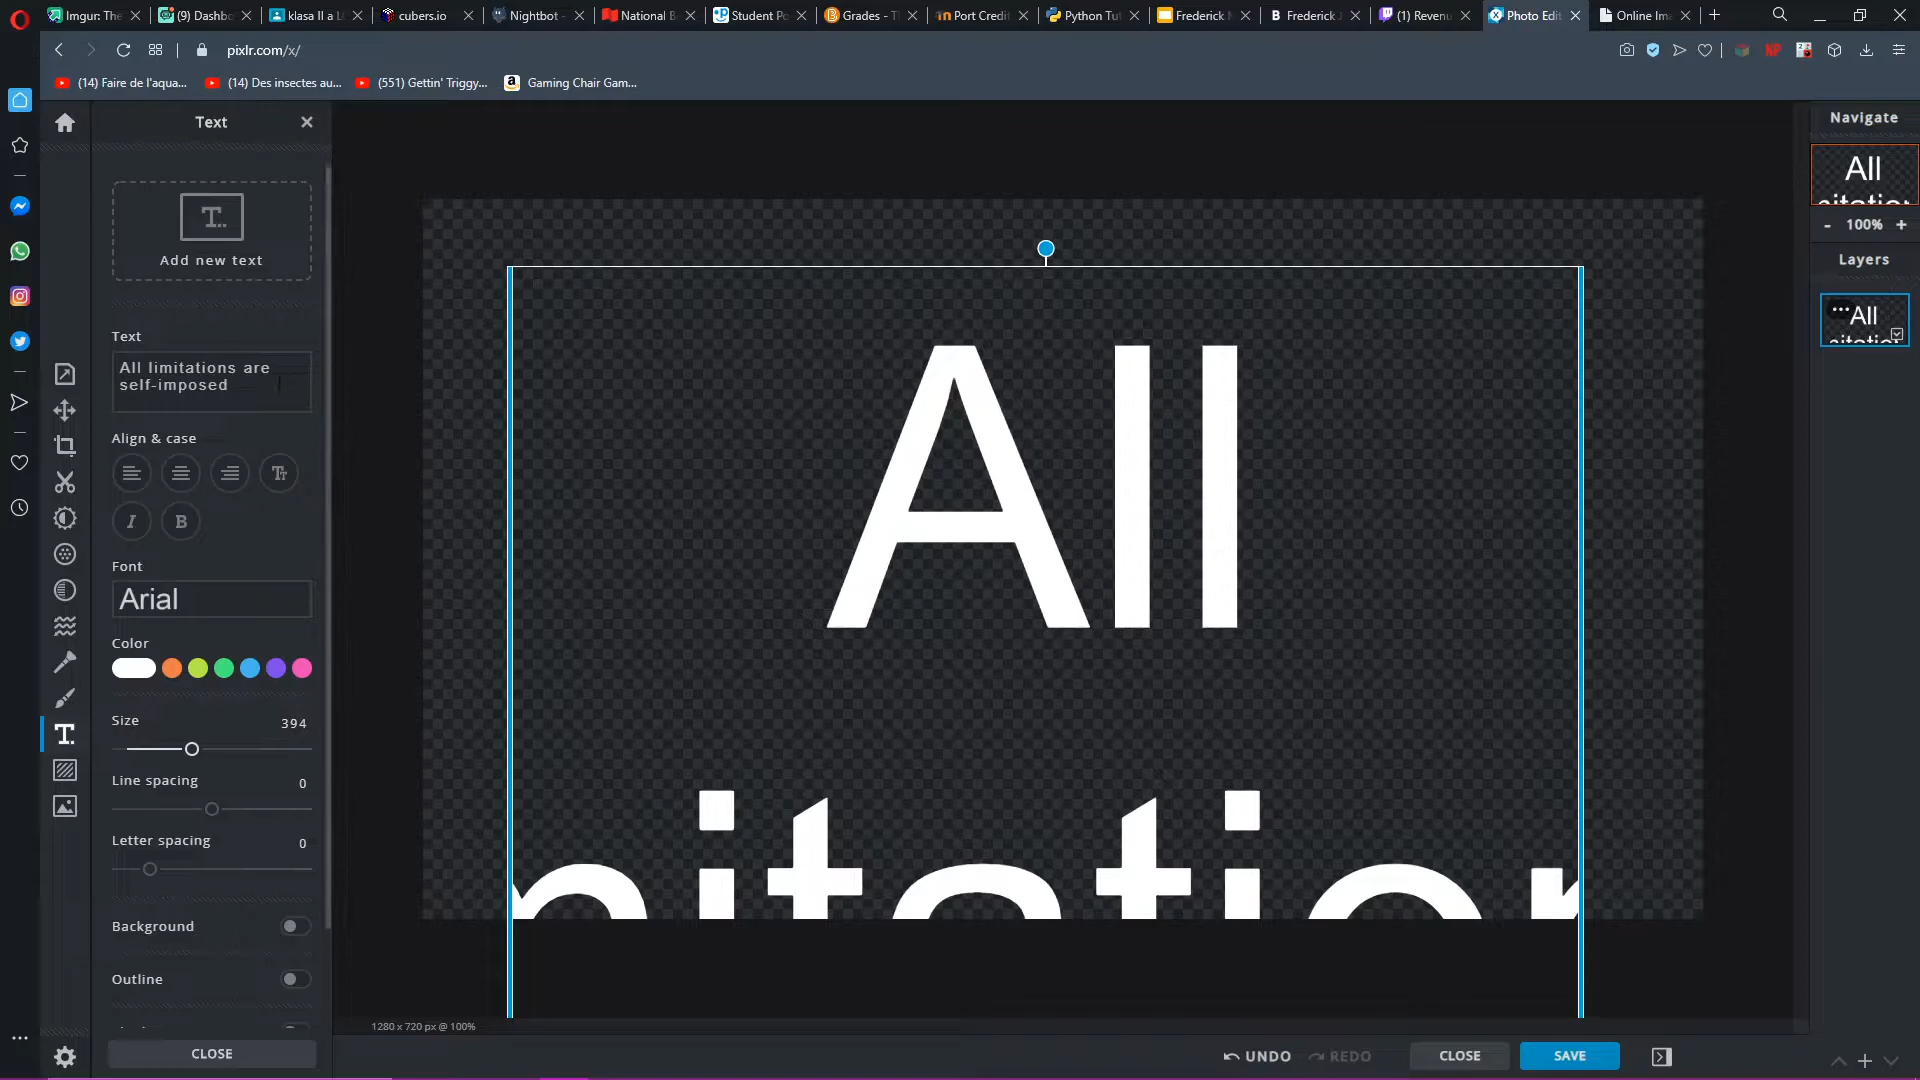 Imgur: The
(9) Dashbo
klasa II a L
cubers.io
Nightbot -
National B
Student Po
Grades - T
Port Credit
Python Tut
Frederick
Frederick
(1) Revenu
Photo Edit
Online Ima
pixlr.com/x/
(14) Faire de l'aqua...
(14) Des insectes au...
(551) Gettin' Triggy...
Gaming Chair Gam...
Text
Add new text
Text
All limitations are
self-imposed
Align & case
Font
Arial
Color
Size
394
Line spacing
0
Letter spacing
0
Background
Outline
CLOSE
All
1280 x 720 px @ 100%
UNDO
REDO
CLOSE
SAVE
Navigate
All
- 100% +
Layers
All